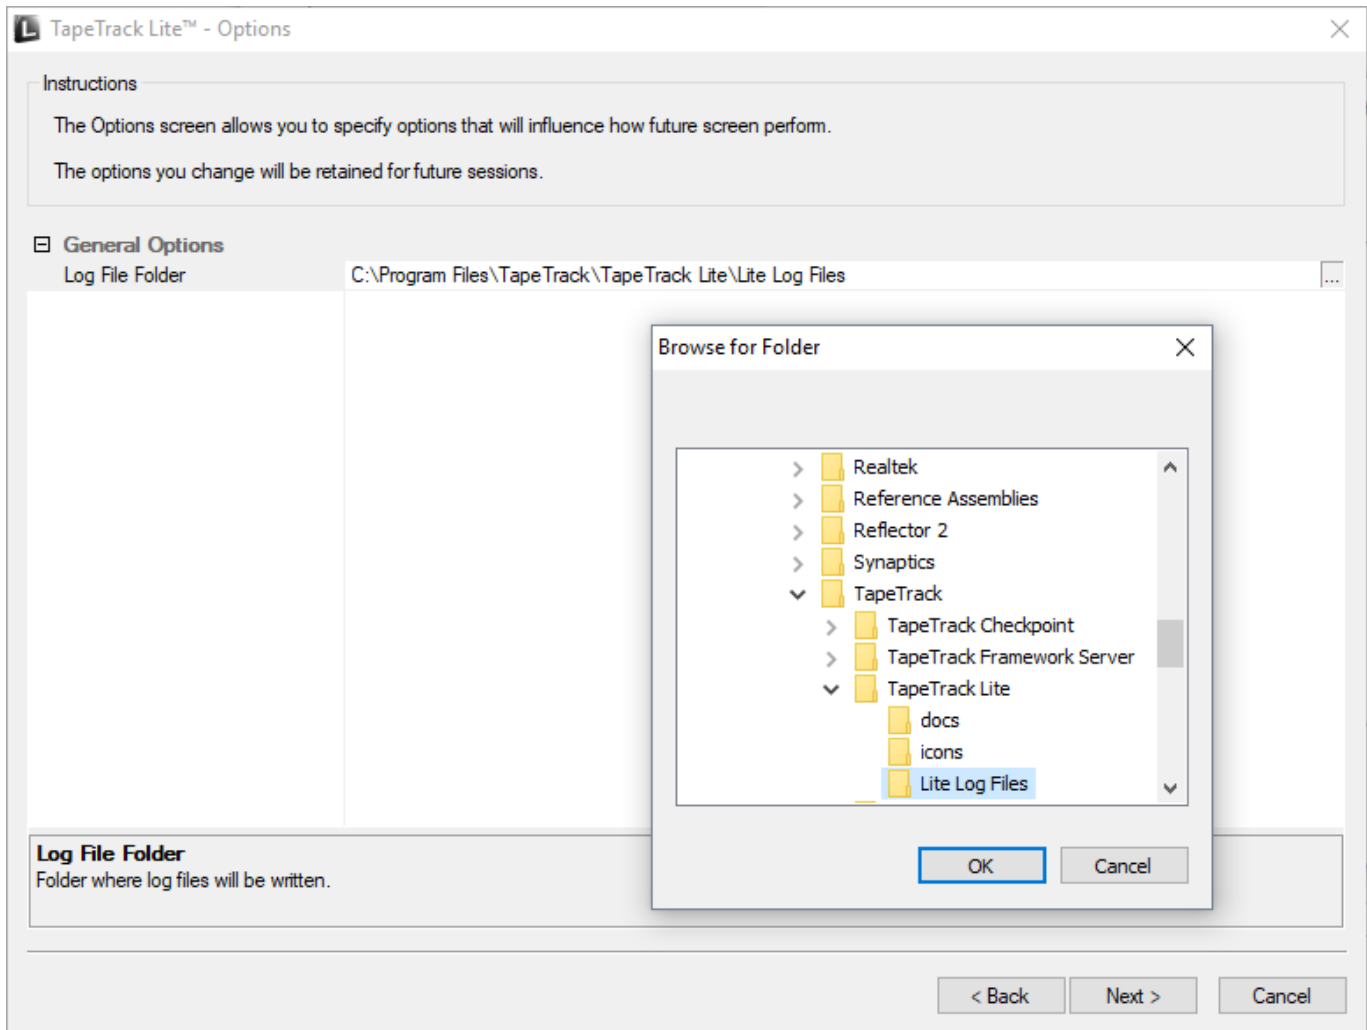 TapeTrack Lite™ - Options
Instructions
The Options screen allows you to specify options that will influence how future screen perform.
The options you change will be retained for future sessions.
General Options
Log File Folder
C:\Program Files\TapeTrack\TapeTrack Lite\Lite Log Files
...
Browse for Folder
Realtek
Reference Assemblies
Reflector 2
Synaptics
TapeTrack
TapeTrack Checkpoint
TapeTrack Framework Server
TapeTrack Lite
docs
icons
Lite Log Files
OK
Cancel
Log File Folder
Folder where log files will be written.
< Back
Next >
Cancel